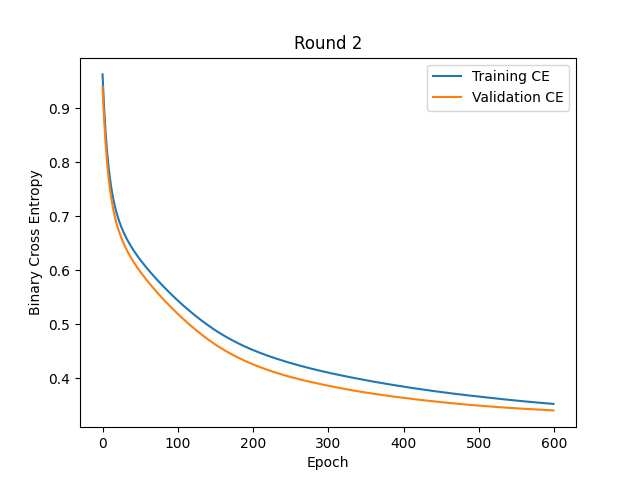 Round 2
Training CE
Validation CE
0.9
0.8
0.7
0.6
0.5
0.4
Binary Cross Entropy
0 100 200 300 400 500 600
Epoch